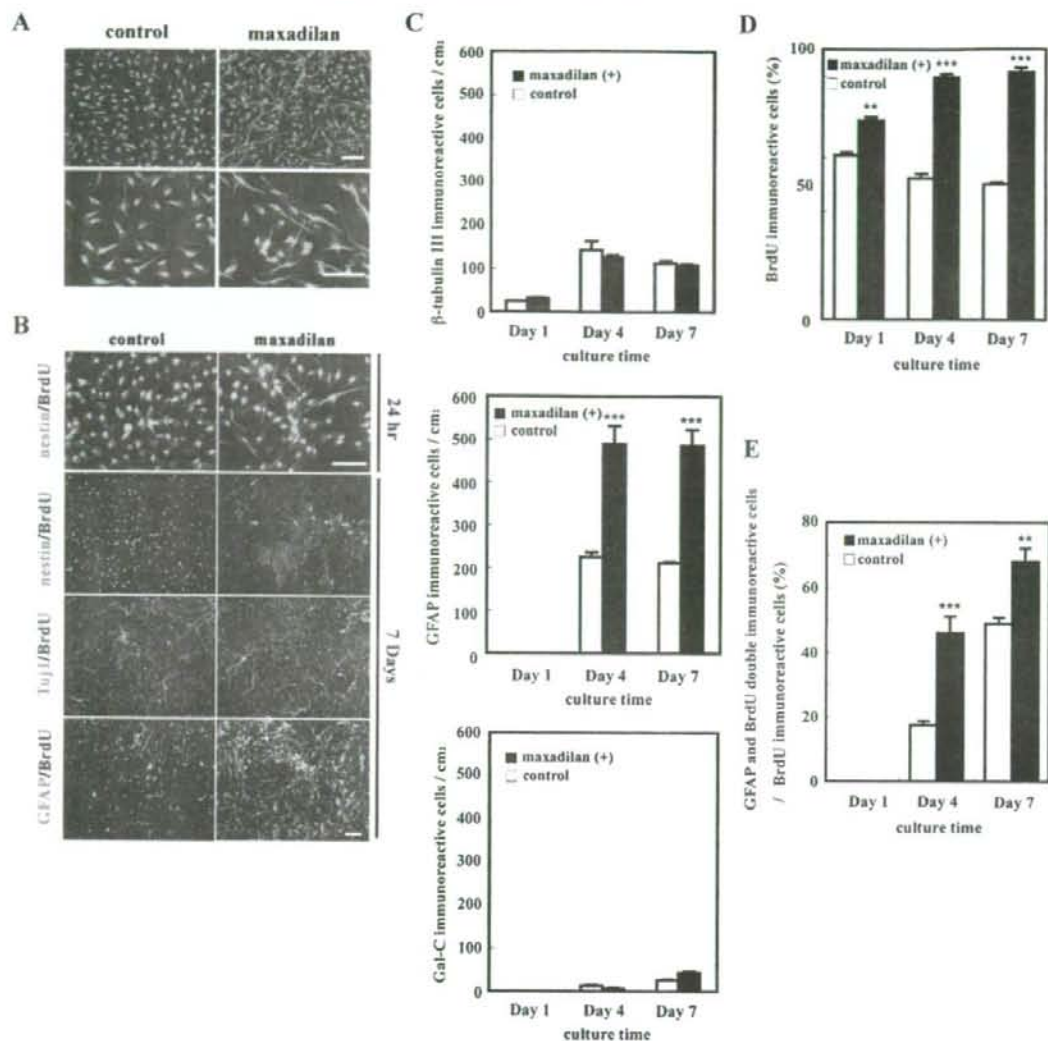 A
control
maxadilan
B
control
maxadilan
nestin/BrdU
nestin/BrdU
Tuj1/BrdU
GFAP/BrdU
24 hr
7 Days
C
β-tubulin III immunoreactive cells / cm2
600
500
400
300
200
100
0
maxadilan (+)
control
Day 1
Day 4
Day 7
culture time
GFAP immunoreactive cells / cm2
600
500
400
300
200
100
0
maxadilan (+)
control
***
***
Day 1
Day 4
Day 7
culture time
Gal-C immunoreactive cells / cm2
600
500
400
300
200
100
0
maxadilan (+)
control
Day 1
Day 4
Day 7
culture time
D
BrdU immunoreactive cells (%)
100
50
0
maxadilan (+)
control
**
***
***
Day 1
Day 4
Day 7
culture time
E
GFAP and BrdU double immunoreactive cells
/ BrdU immunoreactive cells (%)
80
60
40
20
0
maxadilan (+)
control
***
**
Day 1
Day 4
Day 7
culture time